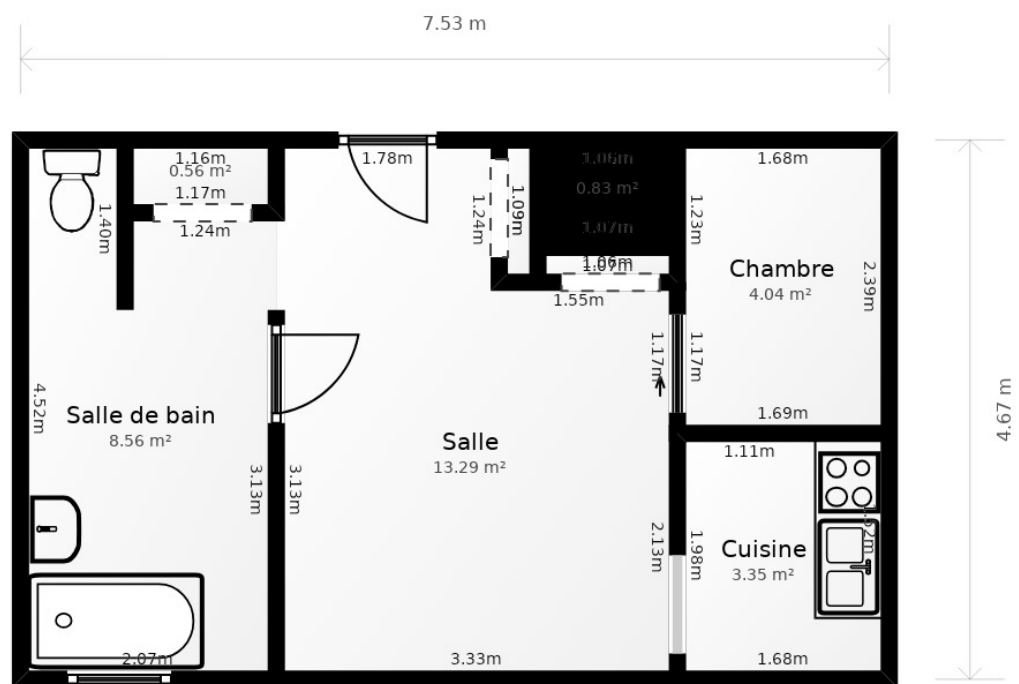 7.53 m
1.16m
0.56 m²
1.17m
1.24m
1.40m
1.78m
1.24m
1.09m
1.06m
0.83 m²
1.07m
1.06m
1.07m
1.55m
1.68m
1.23m
Chambre
4.04 m²
2.39m
1.17m
1.17m
1.69m
4.67 m
4.52m
Salle de bain
8.56 m²
3.13m
3.13m
Salle
13.29 m²
2.13m
1.11m
1.98m
Cuisine
3.35 m²
2.07m
3.33m
1.68m